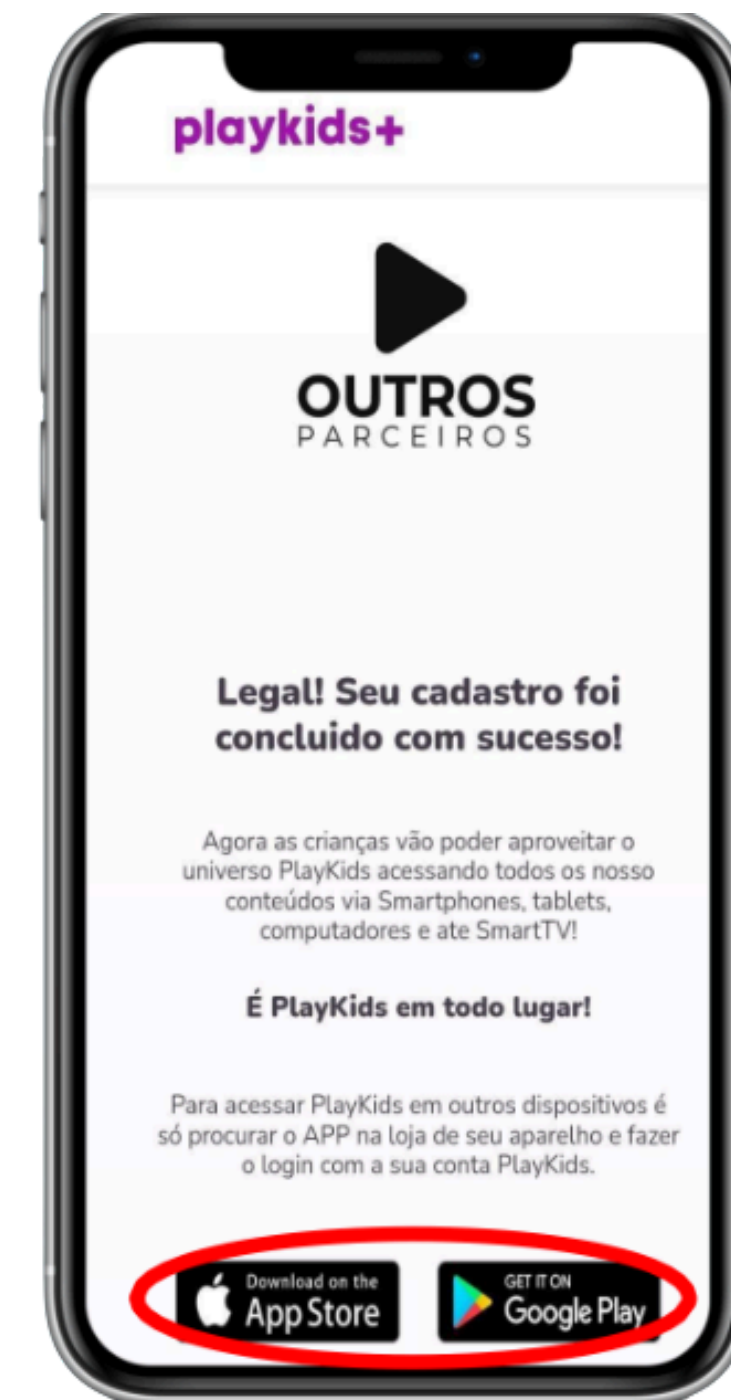 playkids+
OUTROS
PARCEIROS
Legal! Seu cadastro foi
concluido com sucesso!
Agora as crianças vão poder aproveitar o
universo PlayKids acessando todos os nosso
conteúdos via Smartphones, tablets,
computadores e ate SmartTV!
É PlayKids em todo lugar!
Para acessar PlayKids em outros dispositivos é
só procurar o APP na loja de seu aparelho e fazer
o login com a sua conta PlayKids.
Download on the
App Store
GET IT ON
Google Play